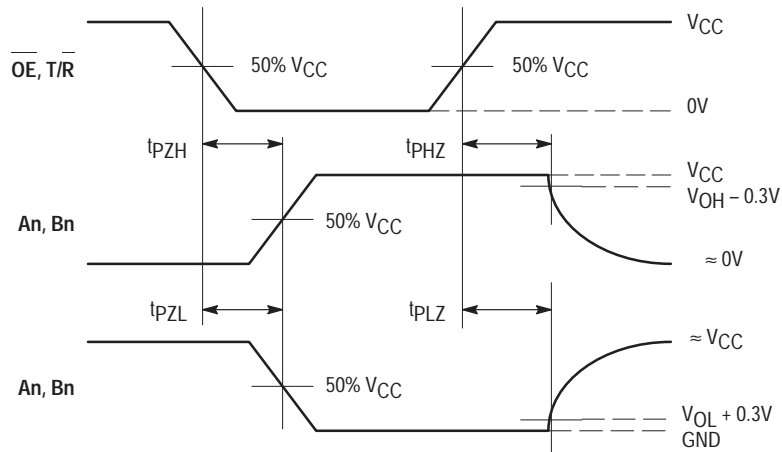 VCC
OE, T/R
50% VCC
50% VCC
0V
tPZH
tPHZ
VCC
VOH – 0.3V
An, Bn
50% VCC
≈ 0V
tPZL
tPLZ
≈ VCC
An, Bn
50% VCC
VOL + 0.3V
GND